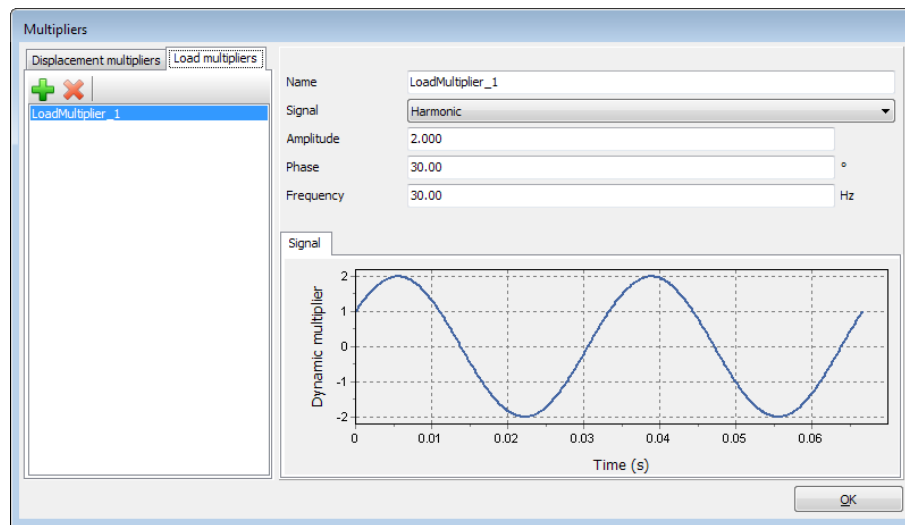 Multipliers
Displacement multipliers Load multipliers
LoadMultiplier_1
Name LoadMultiplier_1
Signal Harmonic
Amplitude 2.000
Phase 30.00 °
Frequency 30.00 Hz
Signal
Dynamic multiplier
2
1
0
-1
-2
0 0.01 0.02 0.03 0.04 0.05 0.06
Time (s)
OK